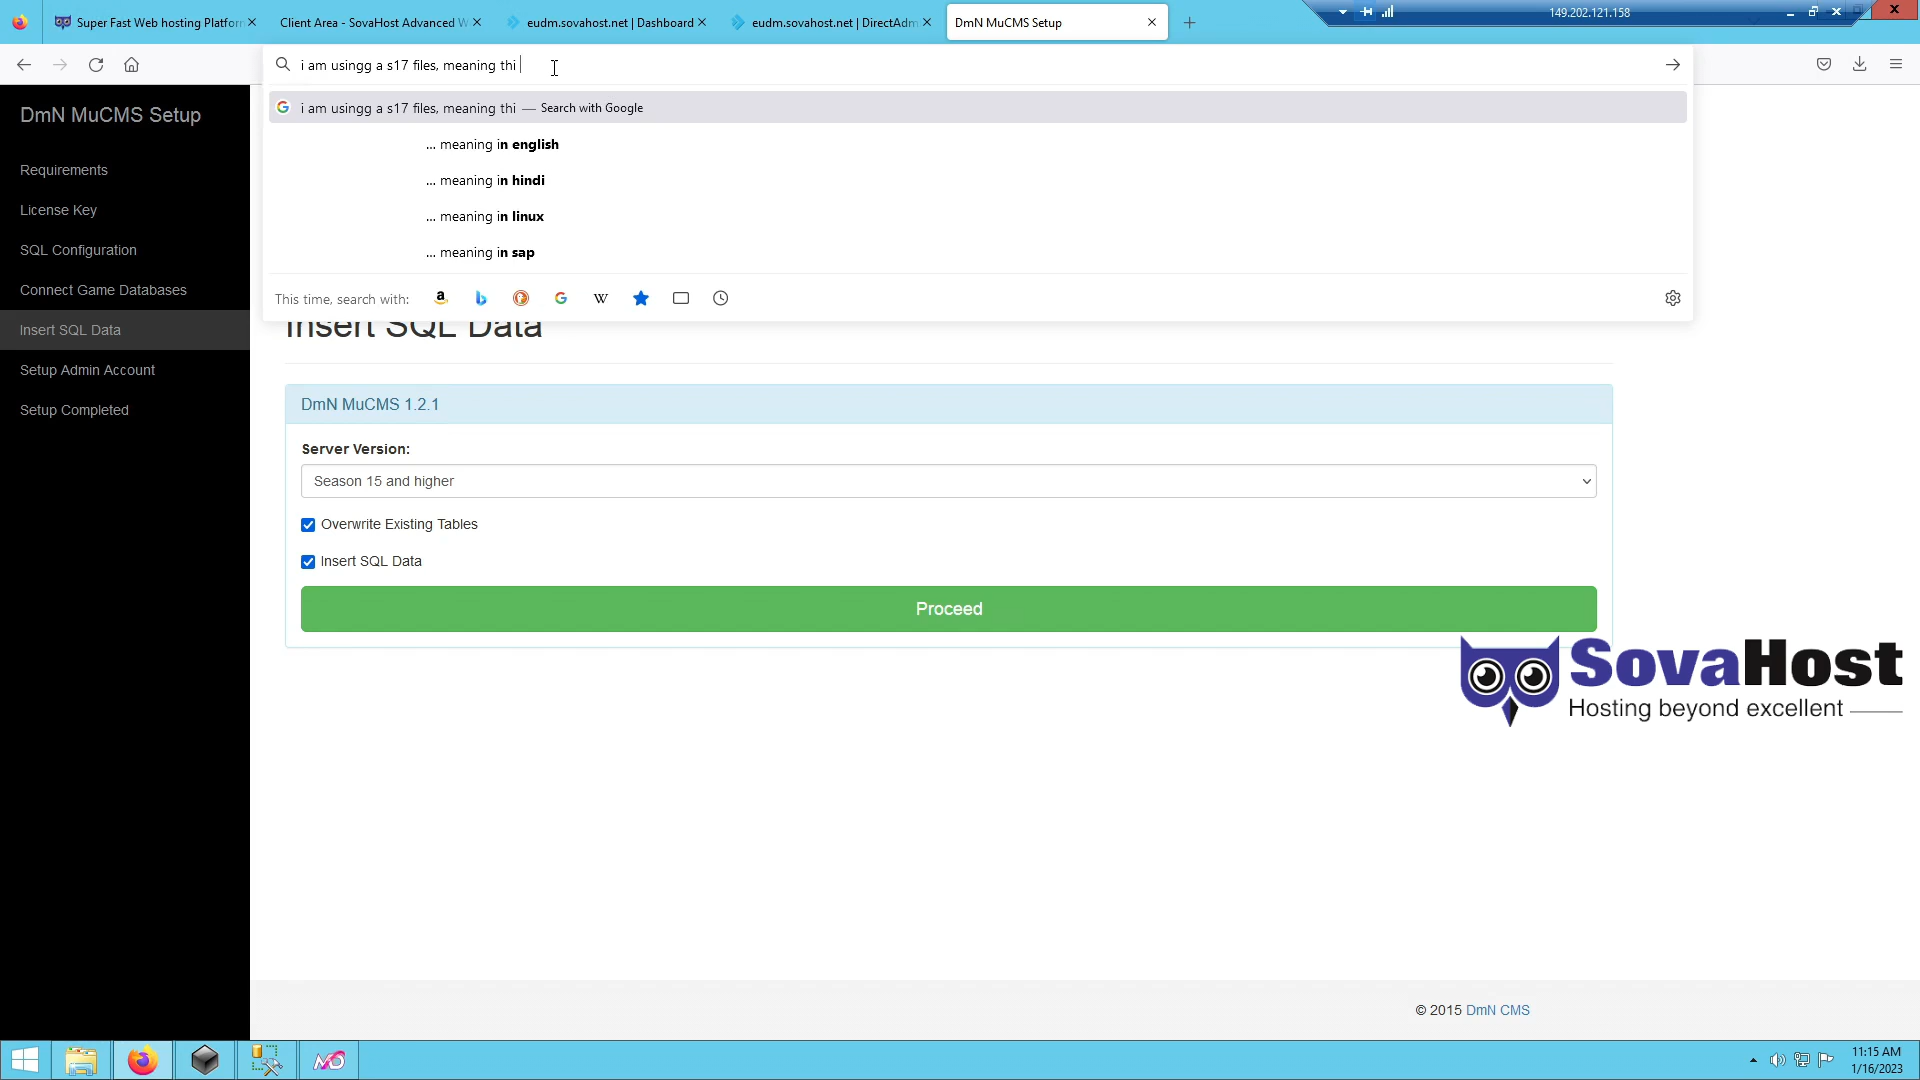 Super Fast Web hosting Platfor
Client Area - SovaHost Advanced W
eudm.sovahost.net | Dashboard
eudm.sovahost.net | DirectAdm
DmN MuCMS Setup
149.202.121.158
i am usingg a s17 files, meaning thi
i am usingg a s17 files, meaning thi — Search with Google
... meaning in english
... meaning in hindi
... meaning in linux
... meaning in sap
This time, search with:
DmN MuCMS Setup
Requirements
License Key
SQL Configuration
Connect Game Databases
Insert SQL Data
Setup Admin Account
Setup Completed
Insert SQL Data
DmN MuCMS 1.2.1
Server Version:
Season 15 and higher
Overwrite Existing Tables
Insert SQL Data
Proceed
SovaHost
Hosting beyond excellent
© 2015 DmN CMS
11:15 AM
1/16/2023